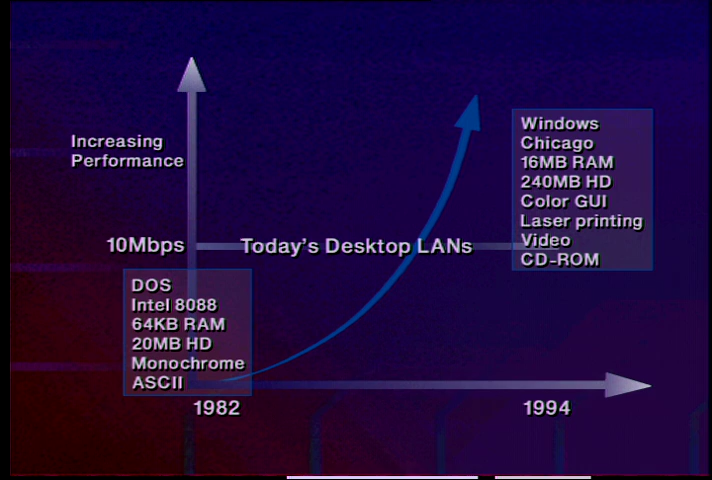 Increasing
Performance
10Mbps
Today's Desktop LANs
Windows
Chicago
16MB RAM
240MB HD
Color GUI
Laser printing
Video
CD-ROM
DOS
Intel 8088
64KB RAM
20MB HD
Monochrome
ASCII
1982
1994